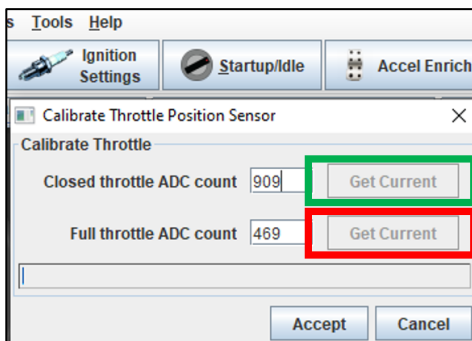 s Tools Help
Ignition Settings Startup/Idle Accel Enrich
Calibrate Throttle Position Sensor
Calibrate Throttle
Closed throttle ADC count 909 Get Current
Full throttle ADC count 469 Get Current
Accept Cancel